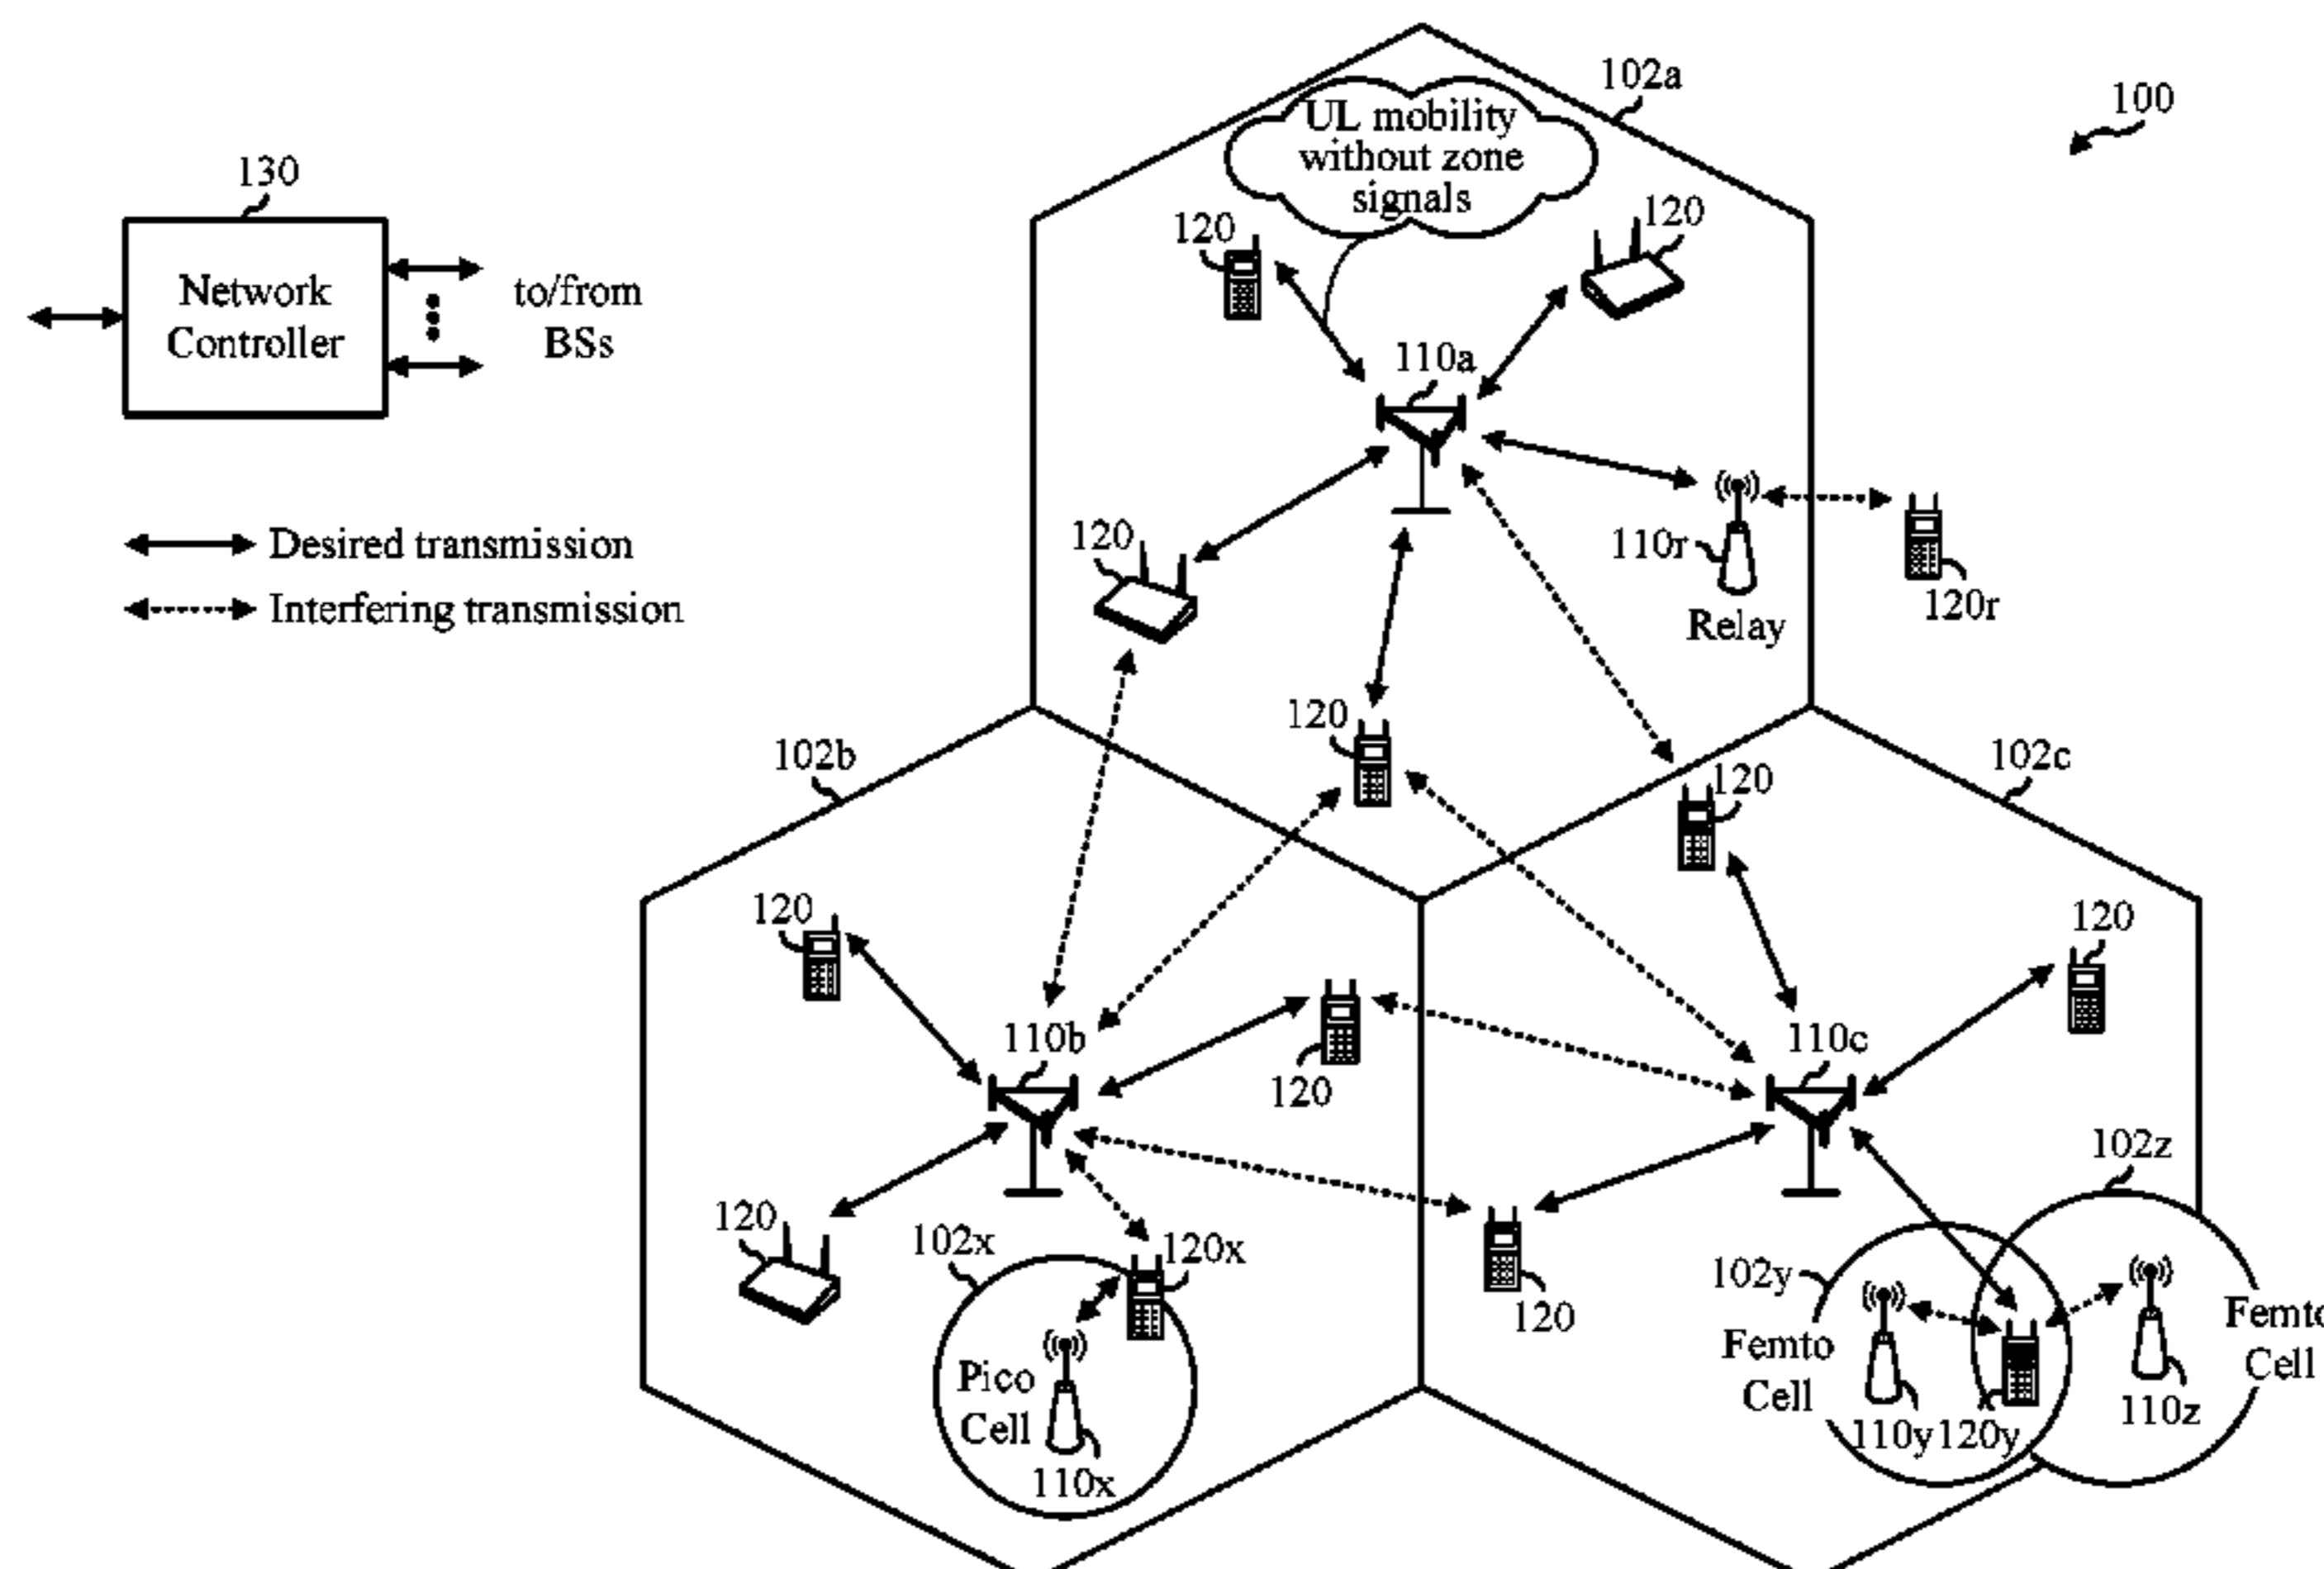 102a
100
UL mobility
without zone
signals
130
120
120
Network
Controller
to/from
BSs
110a
Desired transmission
Interfering transmission
120
110r
Relay
120r
120
120
102b
102c
120
120
110b
120
110c
102z
120
102x
120x
102y
120
Pico
Cell
110x
Femto
Cell
110y
120y
110z
Femto
Cell